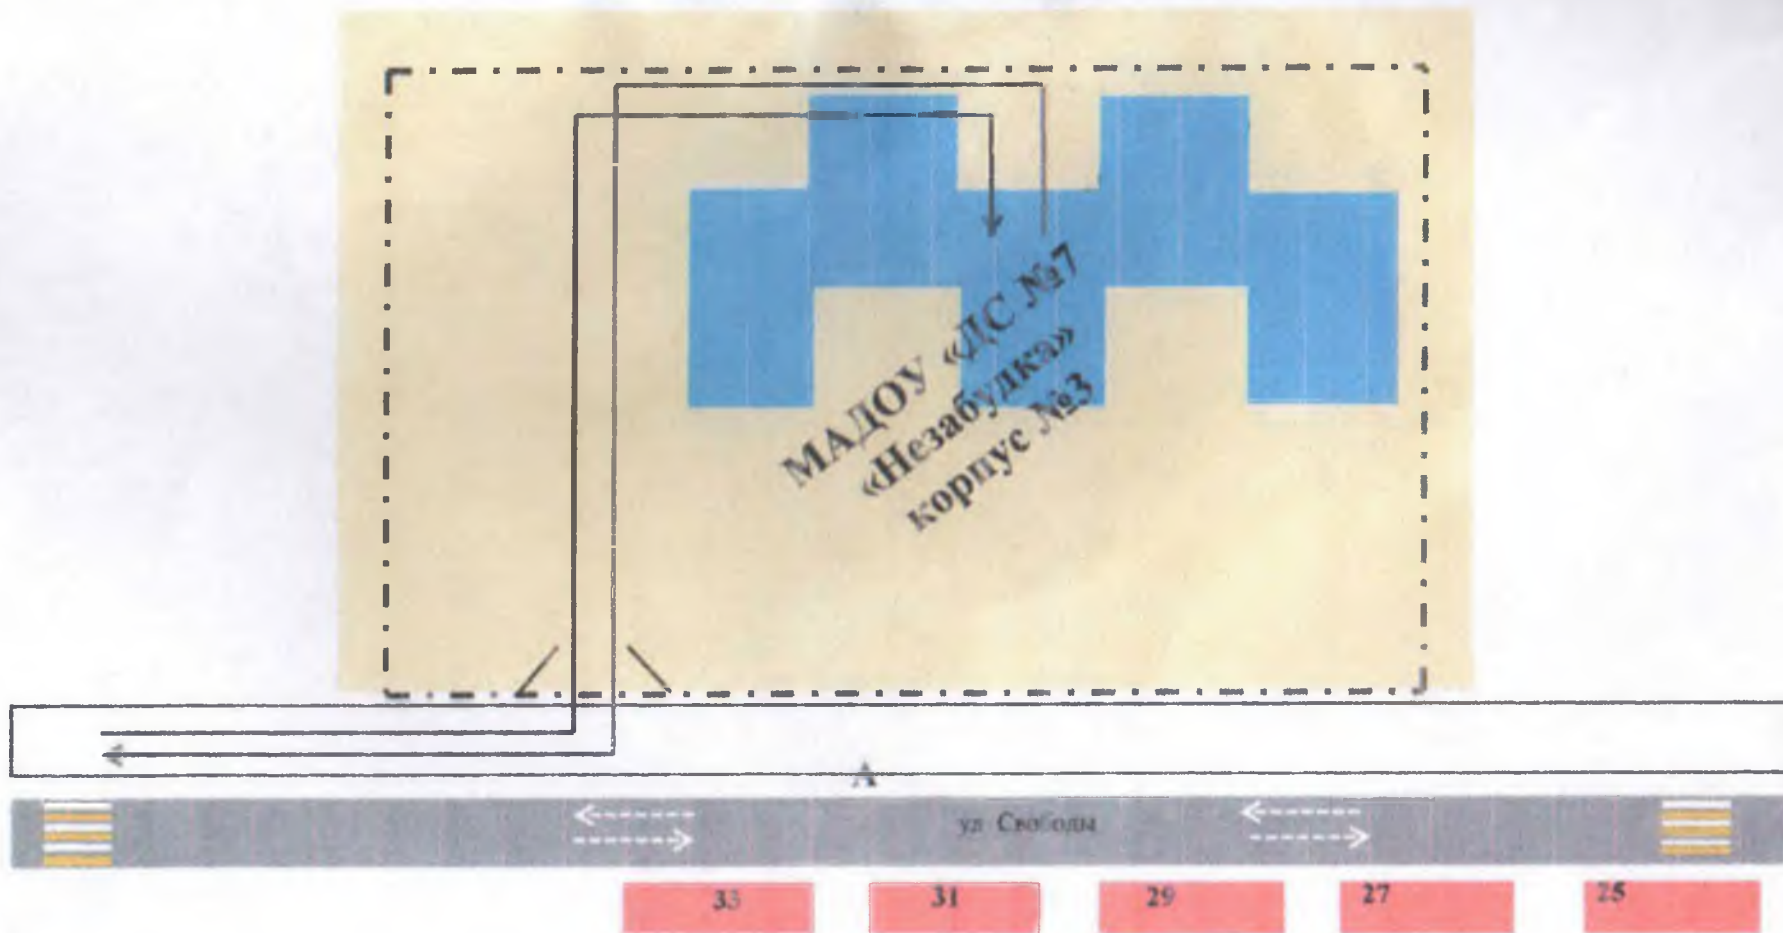 МАДОУ «ДС №7
«Незабудка»
корпус №3
А
ул Свободы
33
31
29
27
25